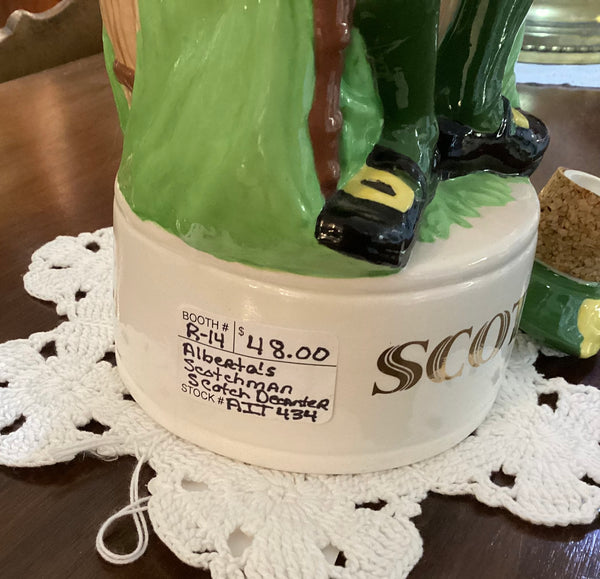 BOOTH # $
R-14 48.00
Alberta's
Scotchman
Scotch Decanter
STOCK # AII 434
SCOT